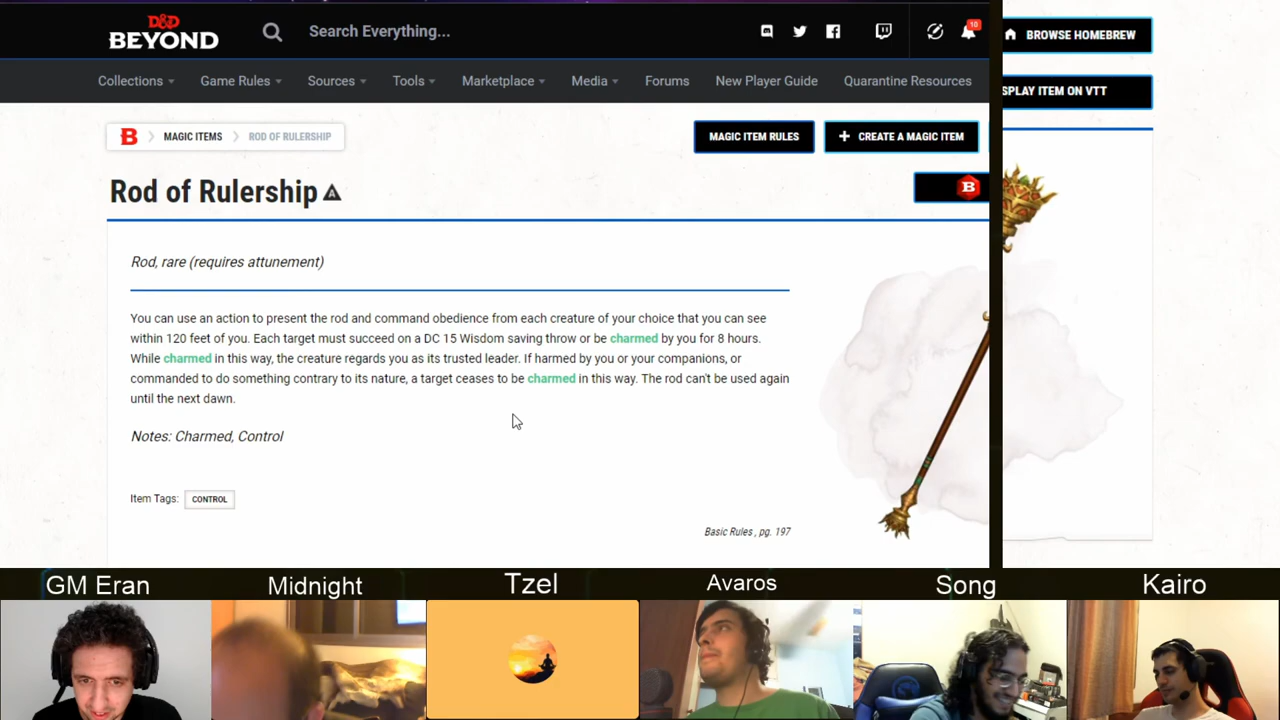 D&D
BEYOND
Search Everything...
10
BROWSE HOMEBREW
Collections
Game Rules
Sources
Tools
Marketplace
Media
Forums
New Player Guide
Quarantine Resources
SPLAY ITEM ON VTT
B
MAGIC ITEMS
ROD OF RULERSHIP
MAGIC ITEM RULES
+ CREATE A MAGIC ITEM
Rod of Rulership A
B
Rod, rare (requires attunement)
You can use an action to present the rod and command obedience from each creature of your choice that you can see
within 120 feet of you. Each target must succeed on a DC 15 Wisdom saving throw or be charmed by you for 8 hours.
While charmed in this way, the creature regards you as its trusted leader. If harmed by you or your companions, or
commanded to do something contrary to its nature, a target ceases to be charmed in this way. The rod can't be used again
until the next dawn.
Notes: Charmed, Control
Item Tags: CONTROL
Basic Rules , pg. 197
GM Eran
Midnight
Tzel
Avaros
Song
Kairo